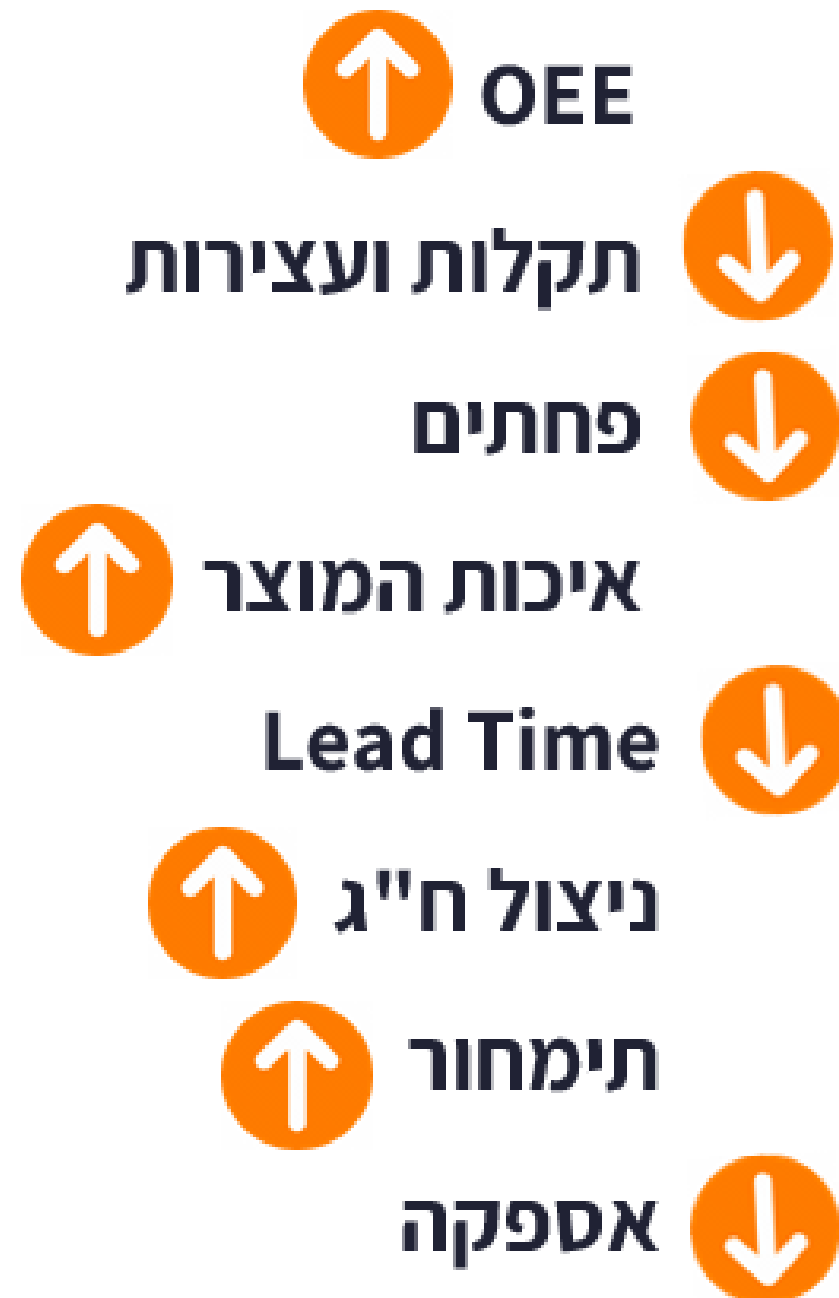 OEE
תקלות ועצירות
פחתים
איכות המוצר
Lead Time
ניצול ח"ג
תימחור
אספקה